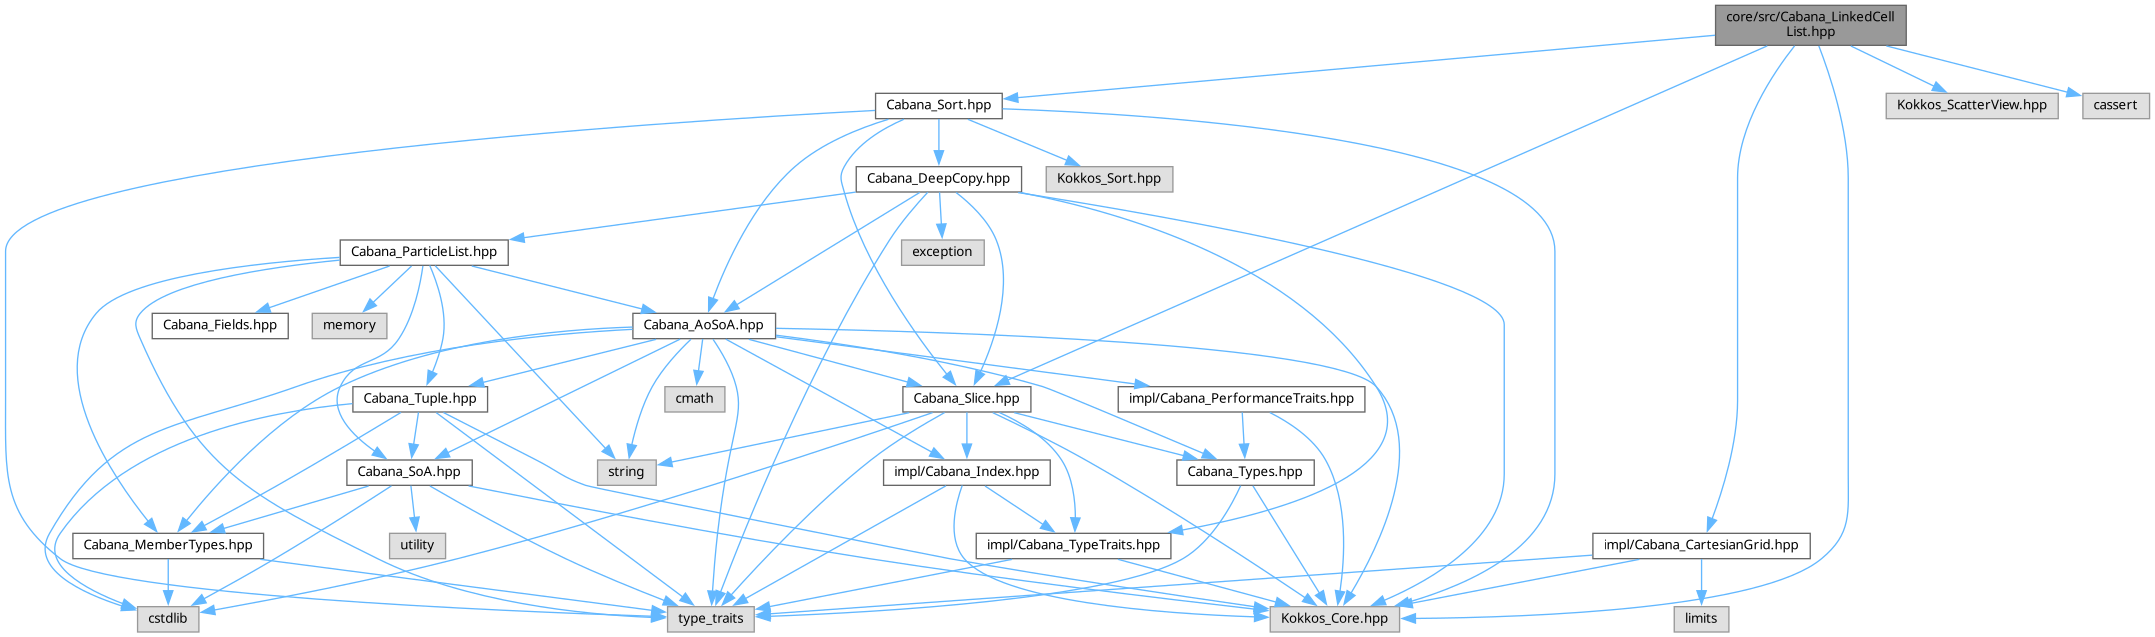 core/src/Cabana_LinkedCell
List.hpp
Cabana_Sort.hpp
Kokkos_ScatterView.hpp
cassert
Cabana_DeepCopy.hpp
Kokkos_Sort.hpp
Cabana_ParticleList.hpp
exception
Cabana_Fields.hpp
memory
Cabana_AoSoA.hpp
Cabana_Tuple.hpp
cmath
Cabana_Slice.hpp
impl/Cabana_PerformanceTraits.hpp
Cabana_SoA.hpp
string
impl/Cabana_Index.hpp
Cabana_Types.hpp
Cabana_MemberTypes.hpp
utility
impl/Cabana_TypeTraits.hpp
impl/Cabana_CartesianGrid.hpp
cstdlib
type_traits
Kokkos_Core.hpp
limits